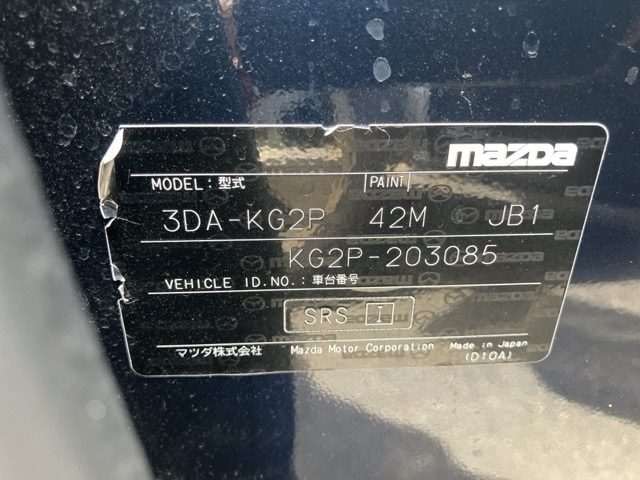 mazda
MODEL:型式 PAINT
3DA-KG2P 42M JB1
KG2P-203085
VEHICLE ID.NO.:車台番号
SRS I
マツダ株式会社 Mazda Motor Corporation Made in Japan
(D10A)